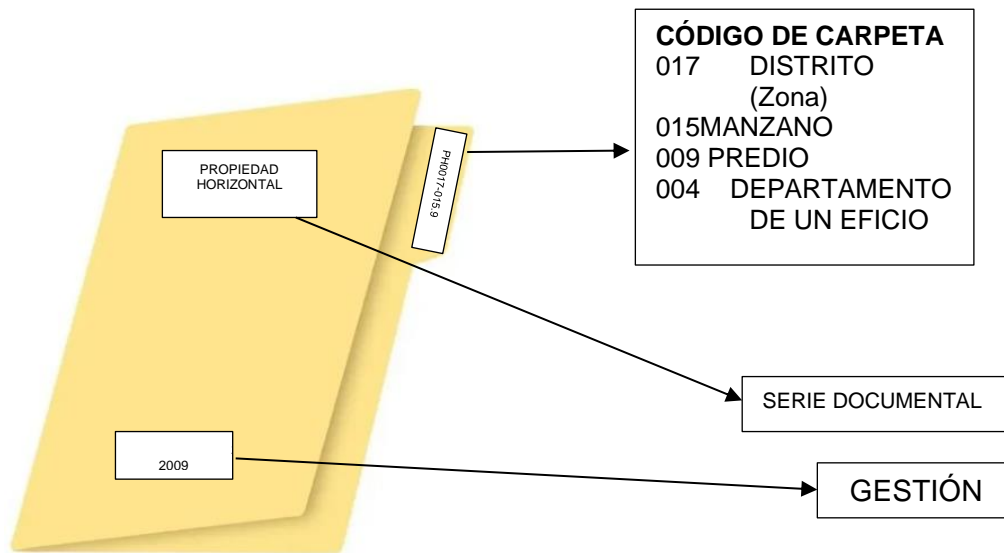 CÓDIGO DE CARPETA
017 DISTRITO
(Zona)
015MANZANO
009 PREDIO
004 DEPARTAMENTO
DE UN EFICIO
PROPIEDAD
HORIZONTAL
PH0017-015.9
SERIE DOCUMENTAL
2009
GESTIÓN